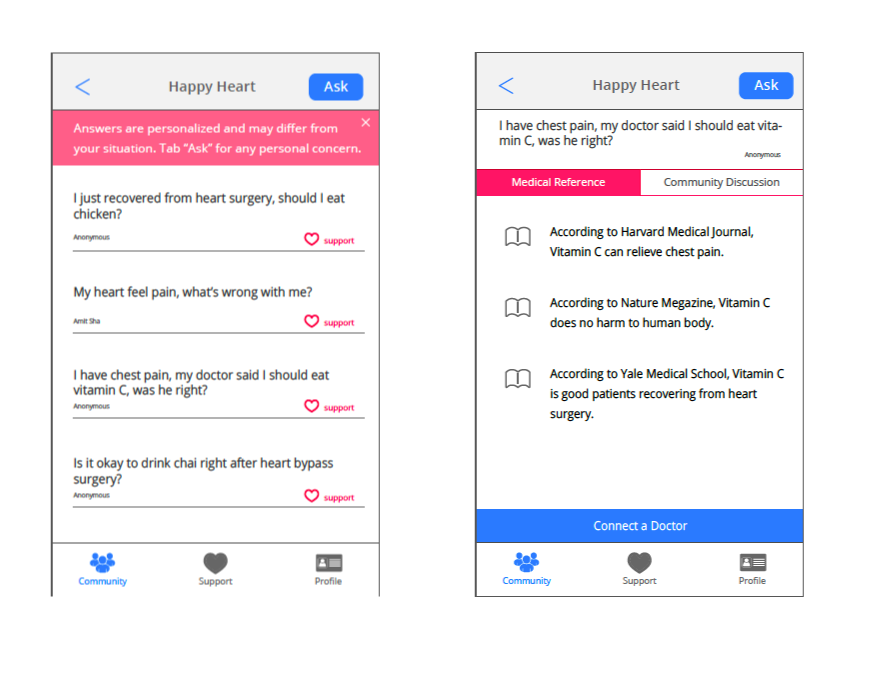 Happy Heart
Ask
Answers are personalized and may differ from
your situation. Tab "Ask" for any personal concern.
I just recovered from heart surgery, should I eat
chicken?
Anonymous
support
My heart feel pain, what's wrong with me?
Amit Sha
support
I have chest pain, my doctor said I should eat
vitamin C, was he right?
Anonymous
support
Is it okay to drink chai right after heart bypass
surgery?
Anonymous
support
Community
Support
Profile
Happy Heart
Ask
I have chest pain, my doctor said I should eat vita-
min C, was he right?
Anonymous
Medical Reference
Community Discussion
According to Harvard Medical Journal,
Vitamin C can relieve chest pain.
According to Nature Megazine, Vitamin C
does no harm to human body.
According to Yale Medical School, Vitamin C
is good patients recovering from heart
surgery.
Connect a Doctor
Community
Support
Profile